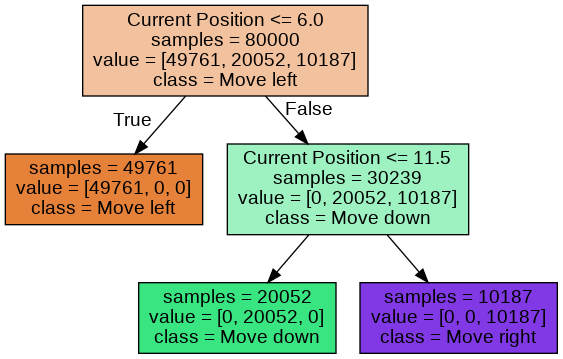 Current Position <= 6.0
samples = 80000
value = [49761, 20052, 10187]
class = Move left
True
False
samples = 49761
value = [49761, 0, 0]
class = Move left
Current Position <= 11.5
samples = 30239
value = [0, 20052, 10187]
class = Move down
samples = 20052
value = [0, 20052, 0]
class = Move down
samples = 10187
value = [0, 0, 10187]
class = Move right